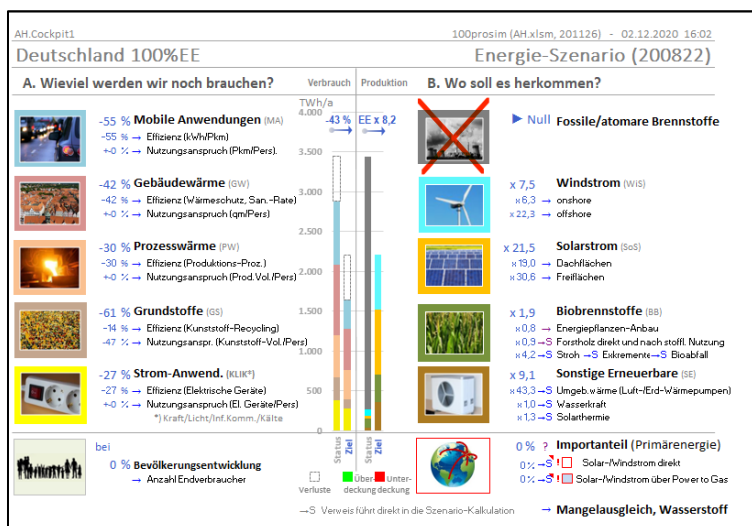 AH.Cockpit1
100prosim (AH.xlsm, 201126) - 02.12.2020 16:02
Deutschland 100%EE
Energie-Szenario (200822)
A. Wieviel werden wir noch brauchen?
Verbrauch
Produktion
B. Wo soll es herkommen?
TWh/a
4.000
3.500
3.000
2.500
2.000
1.500
1.000
500
0
-43 %
EE x 8,2
-55 % Mobile Anwendungen (MA)
-55 % → Effizienz (kWh/Pkm)
+-0 % → Nutzungsanspruch (Pkm/Pers).
-42 % Gebäudewärme (GW)
-42 % → Effizienz (Wärmeschutz, San.-Rate)
+-0 % → Nutzungsanspruch (qm/Pers)
-30 % Prozesswärme (PW)
-30 % → Effizienz (Produktions-Proz.)
+-0 % → Nutzungsanspruch (Prod.Vol./Pers)
-61 % Grundstoffe (GS)
-14 % → Effizienz (Kunststoff-Recycling)
-47 % → Nutzungsanspr. (Kunststoff-Vol./Pers)
-27 % Strom-Anwend. (KLIK*)
-27 % → Effizienz (Elektrische Geräte)
+-0 % → Nutzungsanspruch (El. Geräte/Pers)
*) Kraft/Licht/Inf.Komm./Kälte
bei
0 % Bevölkerungsentwicklung
→ Anzahl Endverbraucher
Status
Ziel
Status
Ziel
Verluste
Über-
deckung
Unter-
deckung
Null Fossile/atomare Brennstoffe
x 7,5 Windstrom (WiS)
x 6,3 → onshore
x 22,3 → offshore
x 21,5 Solarstrom (SoS)
x 19,0 → Dachflächen
x 30,6 → Freiflächen
x 1,9 Biobrennstoffe (BB)
x 0,8 → Energiepflanzen-Anbau
x 0,9 →S Forstholz direkt und nach stoffl. Nutzung
x 4,2 →S Stroh →S Exkremente →S Bioabfall
x 9,1 Sonstige Erneuerbare (SE)
x 43,3 →S Umgeb.wärme (Luft-/Erd-Wärmepumpen)
x 1,0 →S Wasserkraft
x 1,3 →S Solarthermie
0 % ? Importanteil (Primärenergie)
0 % →S ! Solar-/Windstrom direkt
0 % →S ! Solar-/Windstrom über Power to Gas
→S Verweis führt direkt in die Szenario-Kalkulation
→ Mangelausgleich, Wasserstoff